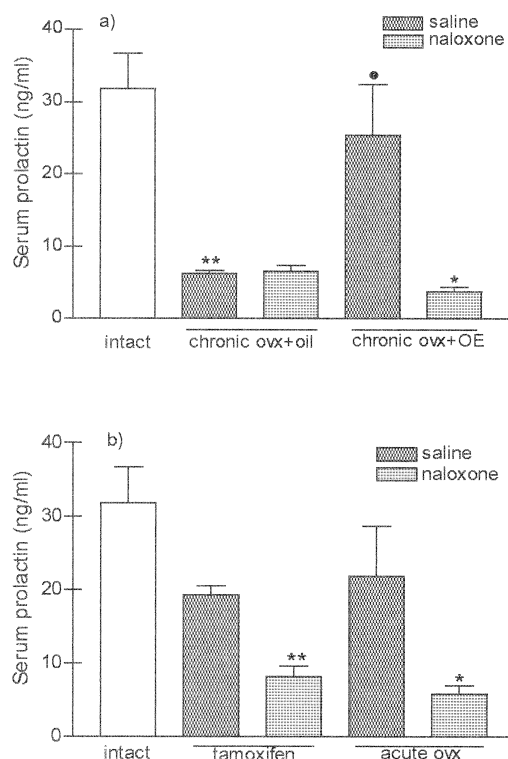 a)
saline
naloxone
Serum prolactin (ng/ml)
40
30
20
10
0
●
**
*
intact
chronic ovx+oil
chronic ovx+OE
b)
saline
naloxone
Serum prolactin (ng/ml)
40
30
20
10
0
**
*
intact
tamoxifen
acute ovx